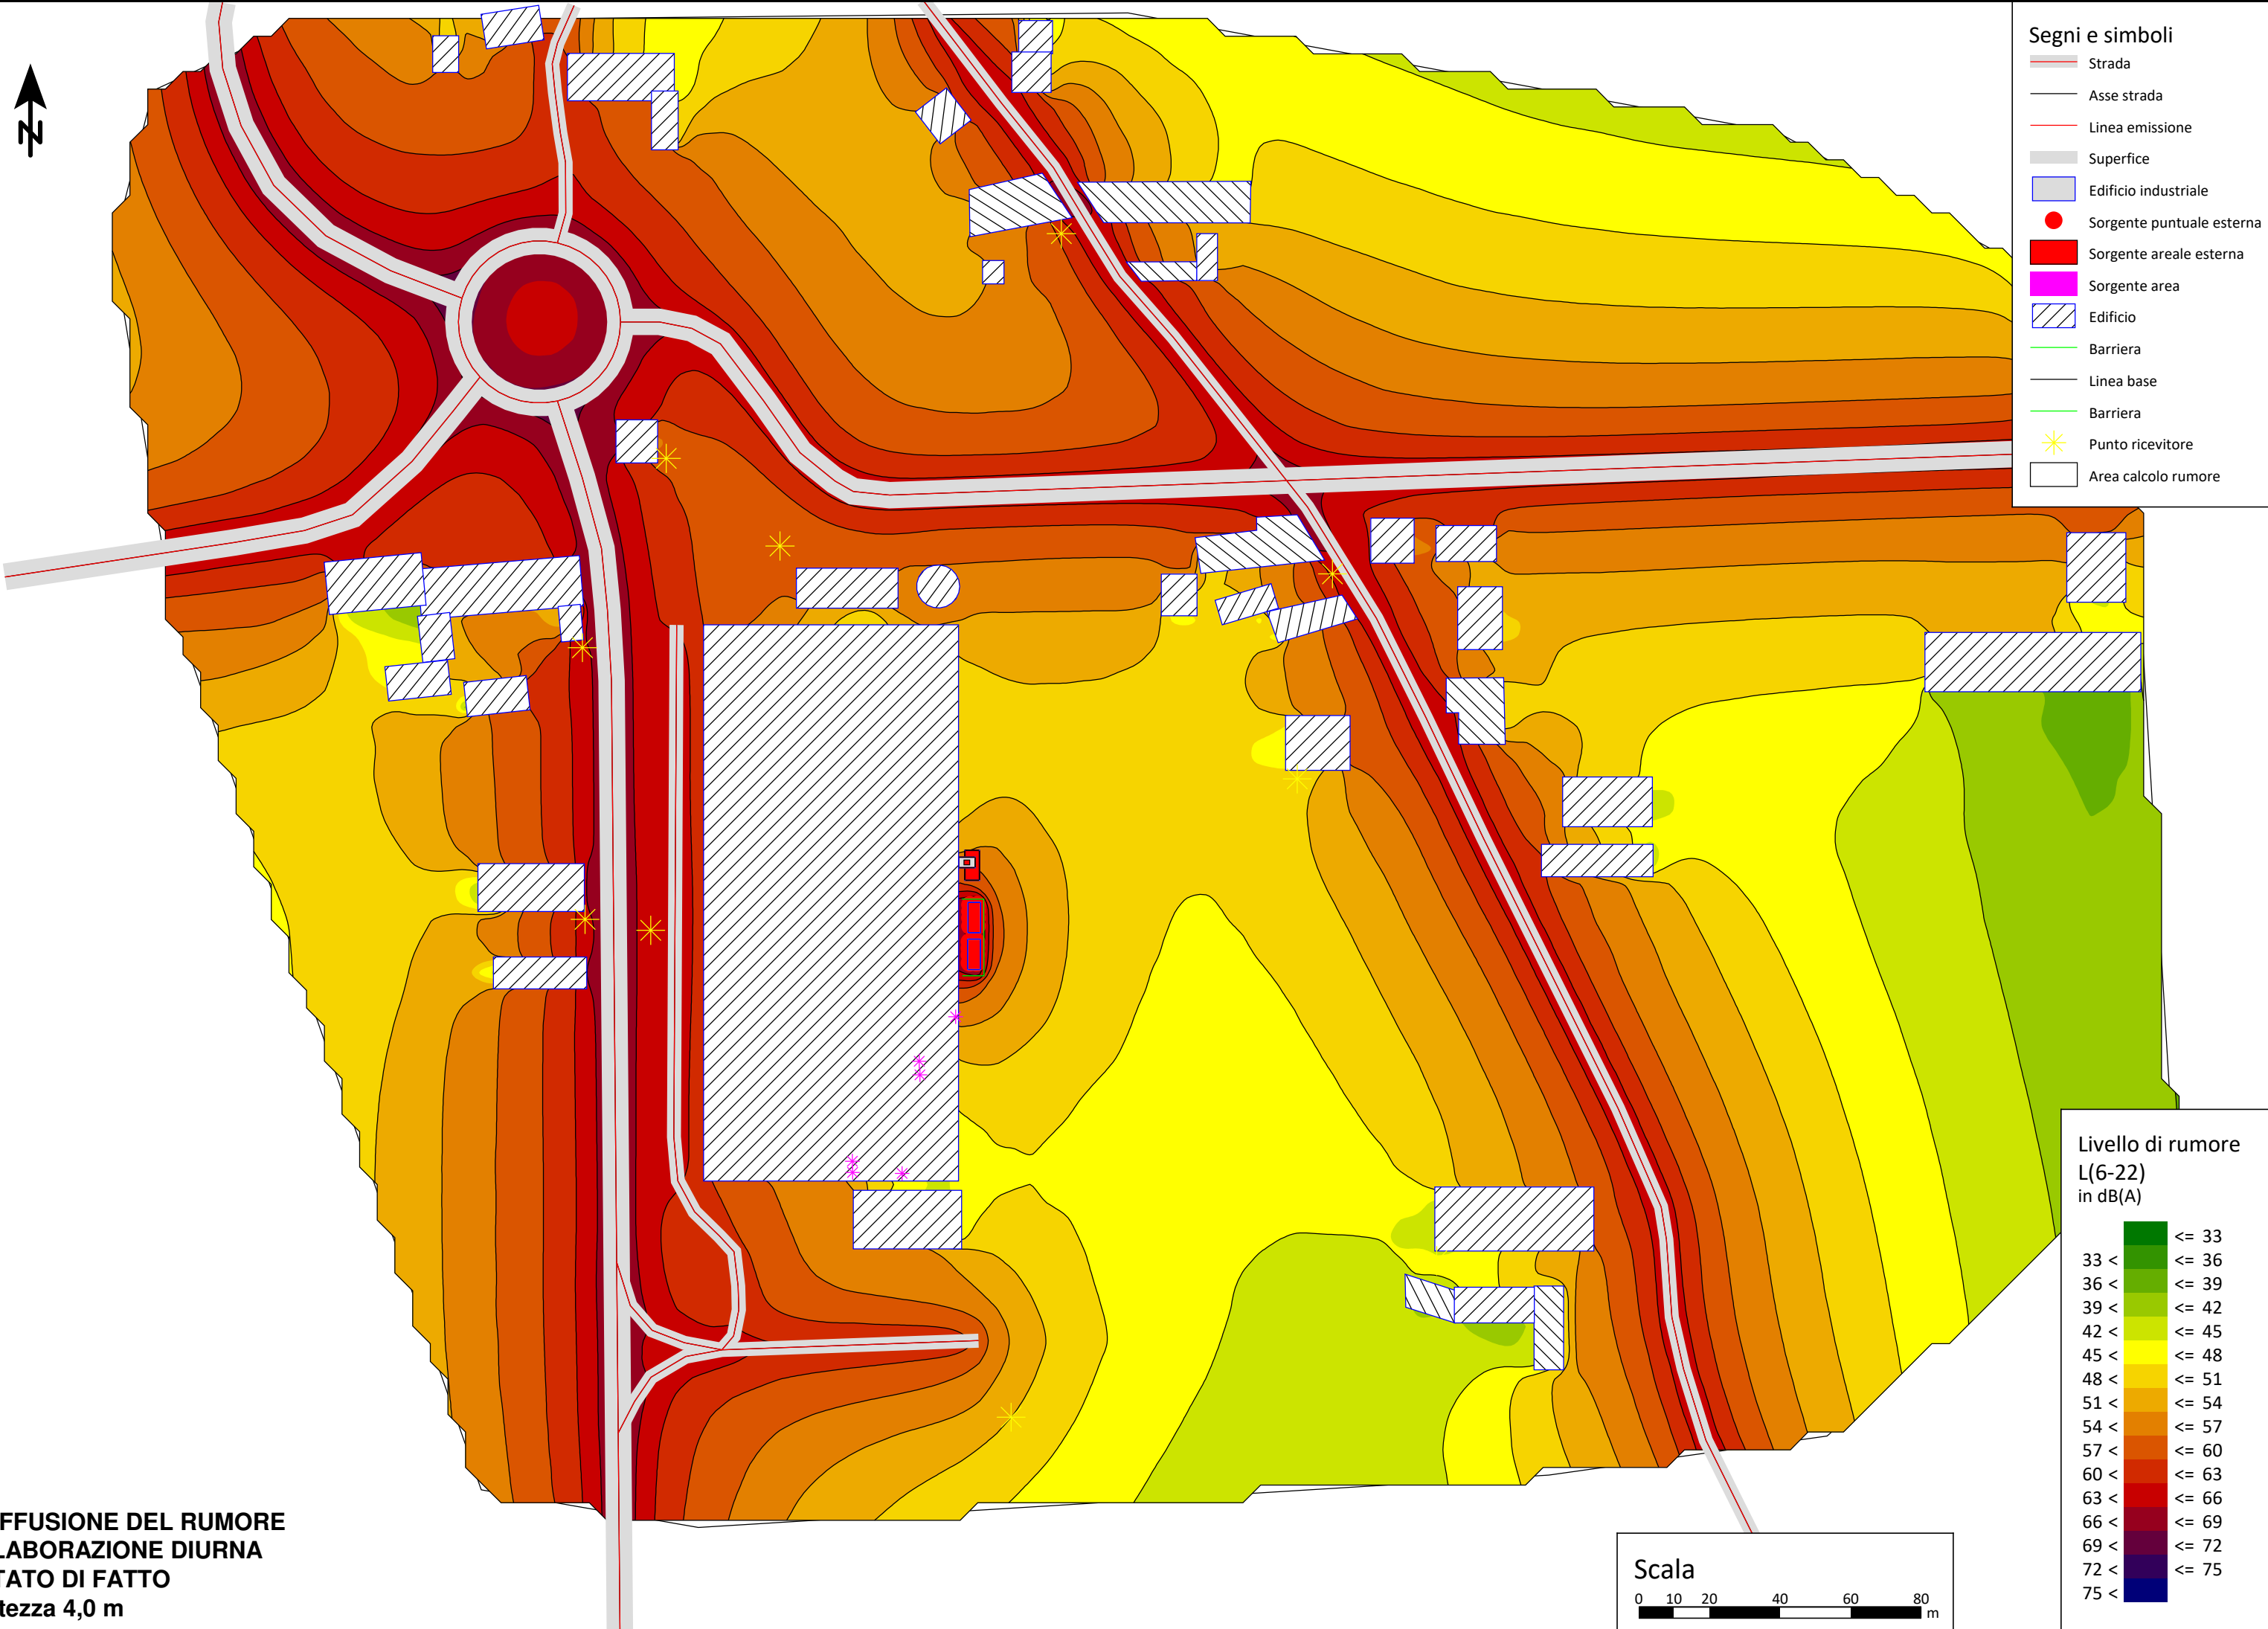 N
Segni e simboli
Strada
Asse strada
Linea emissione
Superfice
Edificio industriale
Sorgente puntuale esterna
Sorgente areale esterna
Sorgente area
Edificio
Barriera
Linea base
Barriera
Punto ricevitore
Area calcolo rumore
Livello di rumore
L(6-22)
in dB(A)
<= 33
33 < <= 36
36 < <= 39
39 < <= 42
42 < <= 45
45 < <= 48
48 < <= 51
51 < <= 54
54 < <= 57
57 < <= 60
60 < <= 63
63 < <= 66
66 < <= 69
69 < <= 72
72 < <= 75
75 <
FFUSIONE DEL RUMORE
LABORAZIONE DIURNA
TATO DI FATTO
tezza 4,0 m
Scala
0 10 20 40 60 80
m